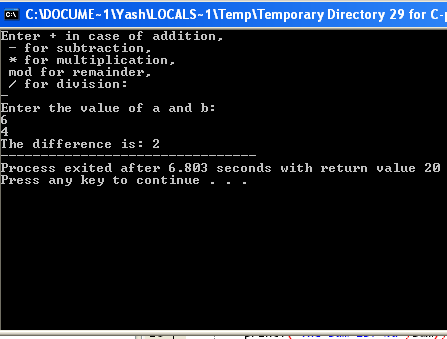 C:\DOCUME~1\Yash\LOCALS~1\Temp\Temporary Directory 29 for C-p
Enter + in case of addition,
- for subtraction,
* for multiplication,
mod for remainder,
/ for division:
-
Enter the value of a and b:
6
4
The difference is: 2
--------------------------------
Process exited after 6.803 seconds with return value 20
Press any key to continue . . .